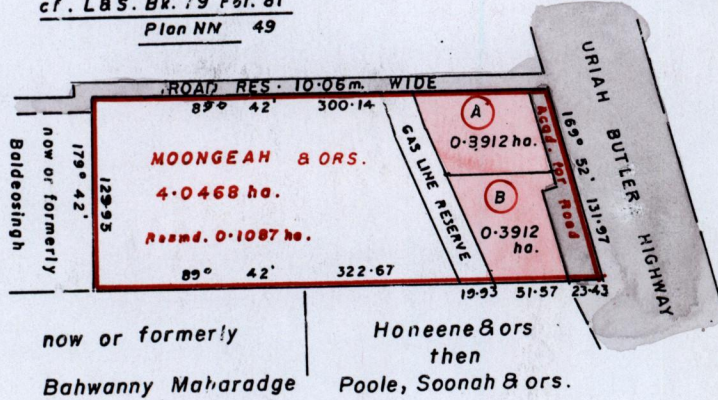 cf. L&S. Bk. 79 Fol. 81
Plan NN 49
ROAD RES. 10·06m. WIDE
89° 42' 300·14
MOONGEAH & ORS.
4·0468 ha.
Resmd. 0·1087 ha.
89° 42' 322·67
now or formerly
Baldeosingh
179° 42'
129·93
GAS LINE RESERVE
A
0·3912 ha.
B
0·3912
ha.
Acqd. for Road
169° 52' 131·97
URIAH BUTLER HIGHWAY
19·93 51·57 23·43
now or formerly
Bahwanny Maharadge
Honeene & ors
then
Poole, Soonah & ors.